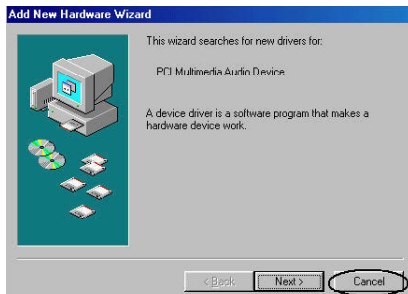 Add New Hardware Wizard
This wizard searches for new drivers for:
PCI Multimedia Audio Device
A device driver is a software program that makes a
hardware device work.
< Back
Next >
Cancel